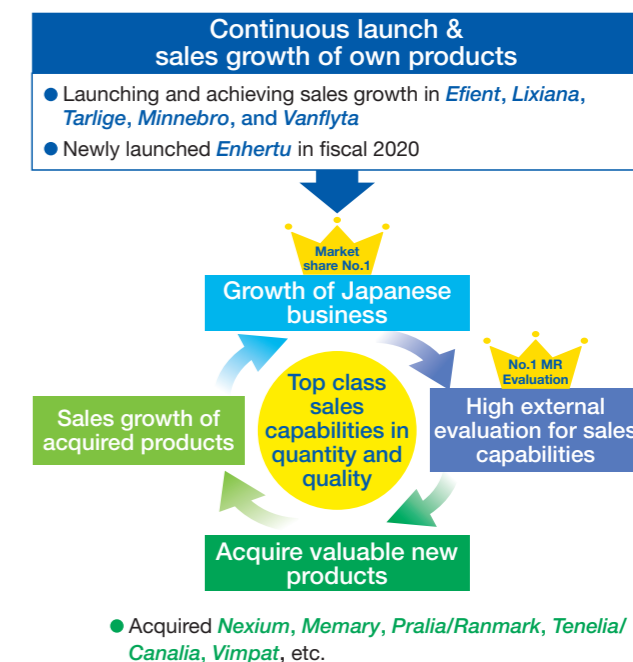 Continuous launch &
sales growth of own products
● Launching and achieving sales growth in Efient, Lixiana,
Tarlige, Minnebro, and Vanflyta
● Newly launched Enhertu in fiscal 2020
Market
share No.1
Growth of Japanese
business
No.1 MR
Evaluation
High external
evaluation for sales
capabilities
Top class
sales
capabilities in
quantity and
quality
Sales growth of
acquired products
Acquire valuable new
products
● Acquired Nexium, Memary, Pralia/Ranmark, Tenelia/
Canalia, Vimpat, etc.